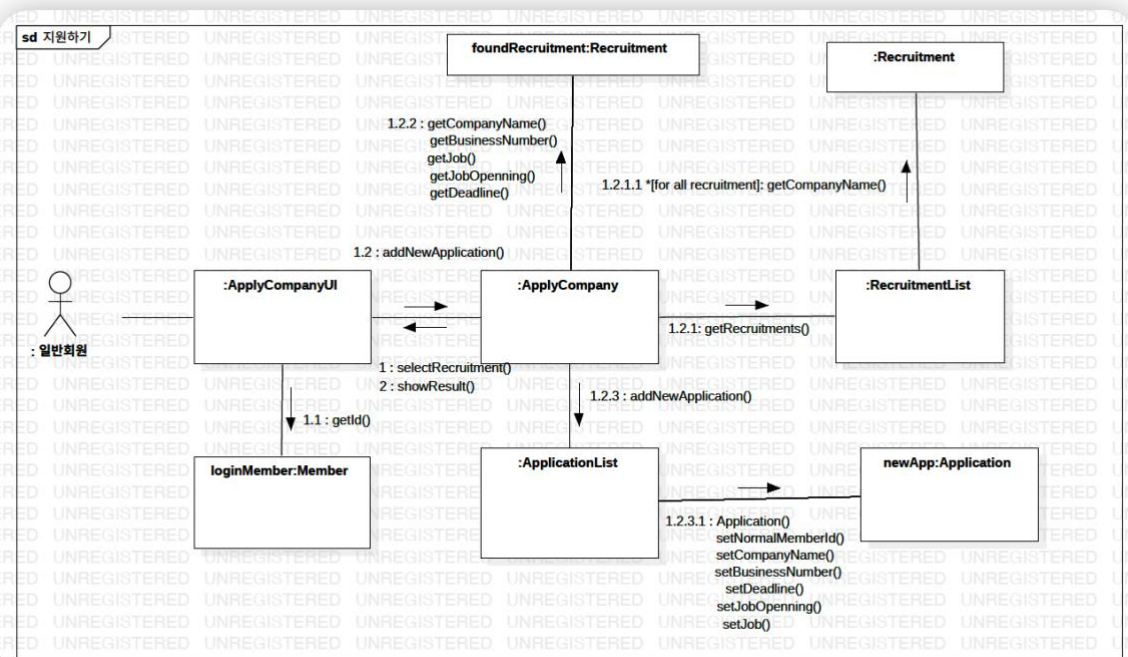 sd 지원하기
foundRecruitment:Recruitment
:Recruitment
1.2.2 : getCompanyName()
getBusinessNumber()
getJob()
getJobOpenning()
getDeadline()
1.2.1.1 *[for all recruitment]: getCompanyName()
1.2 : addNewApplication()
:ApplyCompanyUI
:ApplyCompany
:RecruitmentList
: 일반회원
1.2.1: getRecruitments()
1 : selectRecruitment()
2 : showResult()
1.2.3 : addNewApplication()
1.1 : getId()
loginMember:Member
:ApplicationList
newApp:Application
1.2.3.1 : Application()
setNormalMemberId()
setCompanyName()
setBusinessNumber()
setDeadline()
setJobOpenning()
setJob()
UNREGISTERED